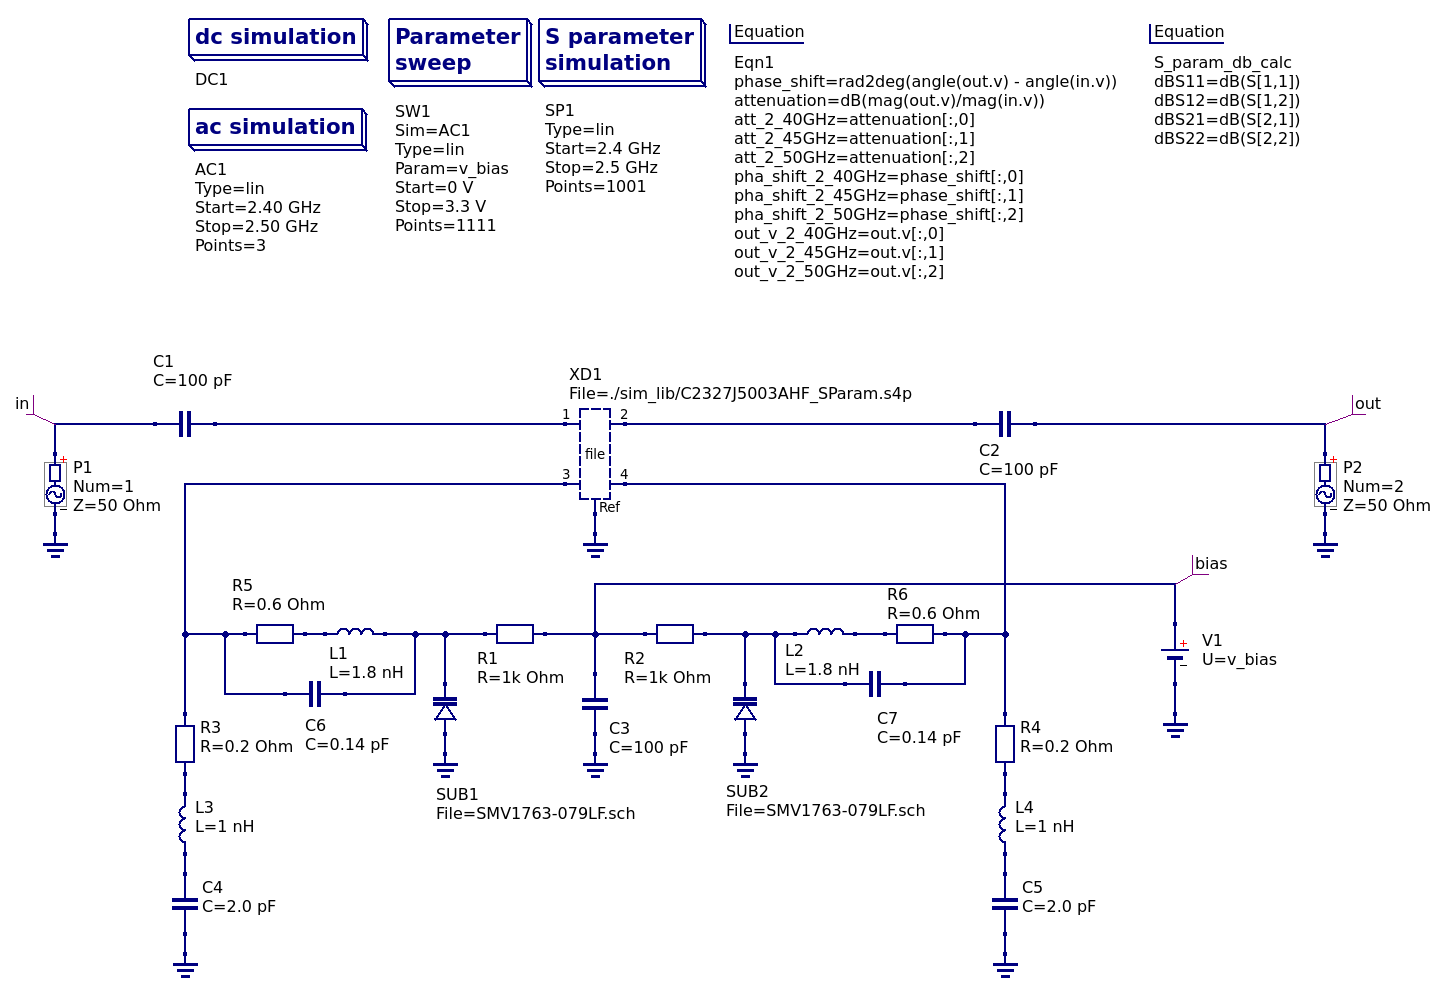 dc simulation
DC1
ac simulation
AC1
Type=lin
Start=2.40 GHz
Stop=2.50 GHz
Points=3
Parameter
sweep
SW1
Sim=AC1
Type=lin
Param=v_bias
Start=0 V
Stop=3.3 V
Points=1111
S parameter
simulation
SP1
Type=lin
Start=2.4 GHz
Stop=2.5 GHz
Points=1001
Equation
Eqn1
phase_shift=rad2deg(angle(out.v) - angle(in.v))
attenuation=dB(mag(out.v)/mag(in.v))
att_2_40GHz=attenuation[:,0]
att_2_45GHz=attenuation[:,1]
att_2_50GHz=attenuation[:,2]
pha_shift_2_40GHz=phase_shift[:,0]
pha_shift_2_45GHz=phase_shift[:,1]
pha_shift_2_50GHz=phase_shift[:,2]
out_v_2_40GHz=out.v[:,0]
out_v_2_45GHz=out.v[:,1]
out_v_2_50GHz=out.v[:,2]
Equation
S_param_db_calc
dBS11=dB(S[1,1])
dBS12=dB(S[1,2])
dBS21=dB(S[2,1])
dBS22=dB(S[2,2])
in
C1
C=100 pF
XD1
File=./sim_lib/C2327J5003AHF_SParam.s4p
1
2
3
4
file
Ref
C2
C=100 pF
out
P1
Num=1
Z=50 Ohm
+
−
P2
Num=2
Z=50 Ohm
+
−
bias
R5
R=0.6 Ohm
L1
L=1.8 nH
R1
R=1k Ohm
R2
R=1k Ohm
L2
L=1.8 nH
R6
R=0.6 Ohm
V1
U=v_bias
+
−
R3
R=0.2 Ohm
C6
C=0.14 pF
C3
C=100 pF
C7
C=0.14 pF
R4
R=0.2 Ohm
SUB1
File=SMV1763-079LF.sch
SUB2
File=SMV1763-079LF.sch
L3
L=1 nH
L4
L=1 nH
C4
C=2.0 pF
C5
C=2.0 pF